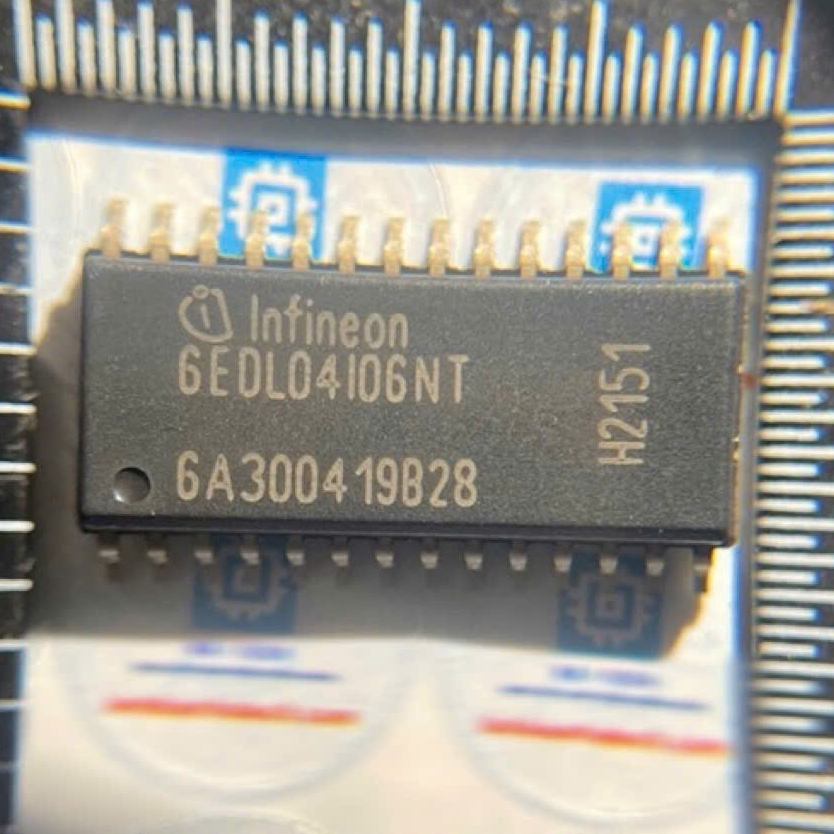 Infineon
6EDL04I06NT
6A300419B28
H2151